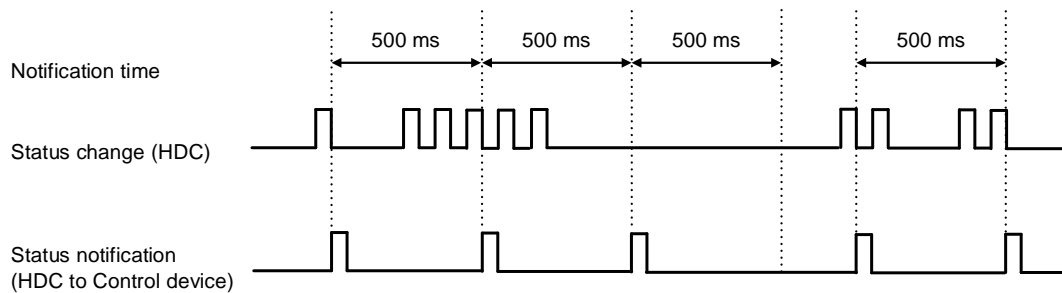 500 ms 500 ms 500 ms 500 ms
Notification time
Status change (HDC)
Status notification
(HDC to Control device)